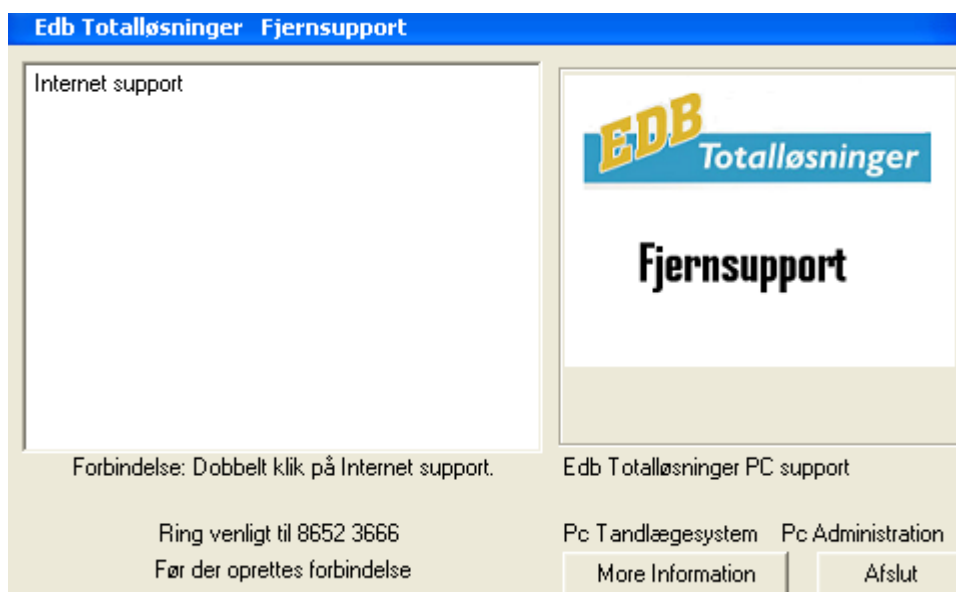 Edb Totalløsninger Fjernsupport
Internet support
EDB
Totalløsninger
Fjernsupport
Forbindelse: Dobbelt klik på Internet support.
Edb Totalløsninger PC support
Ring venligt til 8652 3666
Før der oprettes forbindelse
Pc Tandlægesystem Pc Administration
More Information
Afslut